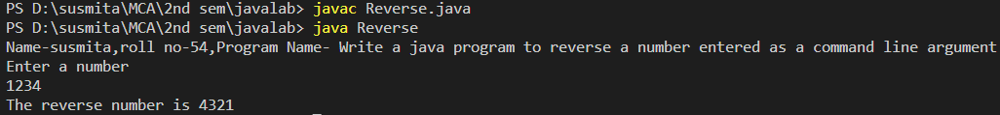 PS D:\susmita\MCA\2nd sem\javalab> javac Reverse.java
PS D:\susmita\MCA\2nd sem\javalab> java Reverse
Name-susmita,roll no-54,Program Name- Write a java program to reverse a number entered as a command line argument
Enter a number
1234
The reverse number is 4321